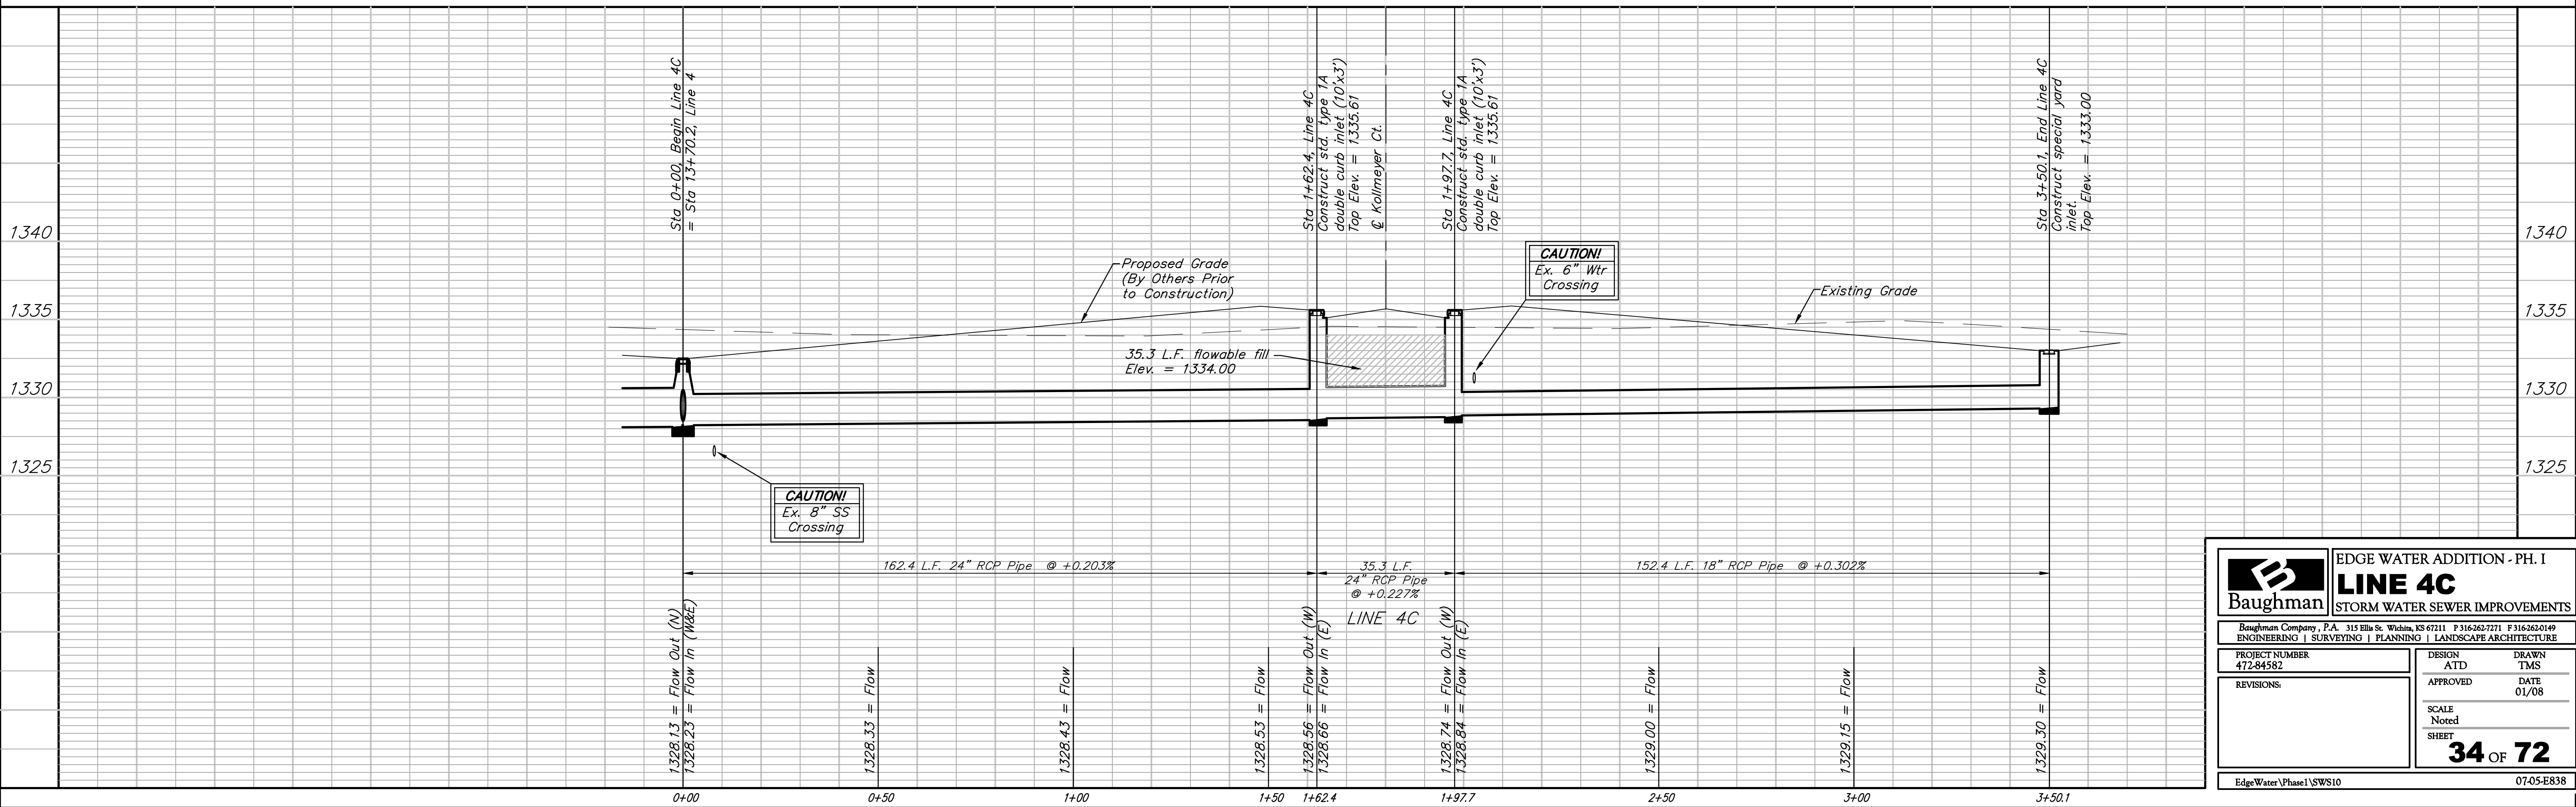 Sta 0+00, Begin Line 4C
= Sta 13+70.2, Line 4
Sta 1+62.4, Line 4C
Construct std. type 1A
double curb inlet (10'x3')
Top Elev. = 1335.61
℄ Kollmeyer Ct.
Sta 1+97.7, Line 4C
Construct std. type 1A
double curb inlet (10'x3')
Top Elev. = 1335.61
Sta 3+50.1, End Line 4C
Construct special yard
inlet.
Top Elev. = 1333.00
1340
1335
1330
1325
1340
1335
1330
1325
Proposed Grade
(By Others Prior
to Construction)
CAUTION!
Ex. 6" Wtr
Crossing
Existing Grade
35.3 L.F. flowable fill
Elev. = 1334.00
CAUTION!
Ex. 8" SS
Crossing
162.4 L.F. 24" RCP Pipe @ +0.203%
35.3 L.F.
24" RCP Pipe
@ +0.227%
152.4 L.F. 18" RCP Pipe @ +0.302%
LINE 4C
1328.13 = Flow Out (N)
1328.23 = Flow In (W&E)
1328.33 = Flow
1328.43 = Flow
1328.53 = Flow
1328.56 = Flow Out (W)
1328.66 = Flow In (E)
1328.74 = Flow Out (W)
1328.84 = Flow In (E)
1329.00 = Flow
1329.15 = Flow
1329.30 = Flow
0+00
0+50
1+00
1+50
1+62.4
1+97.7
2+50
3+00
3+50.1
B
Baughman
EDGE WATER ADDITION - PH. I
LINE 4C
STORM WATER SEWER IMPROVEMENTS
Baughman Company, P.A. 315 Ellis St. Wichita, KS 67211 P 316-262-7271 F 316-262-0149
ENGINEERING | SURVEYING | PLANNING | LANDSCAPE ARCHITECTURE
PROJECT NUMBER
472-84582
REVISIONS:
DESIGN
ATD
DRAWN
TMS
APPROVED
DATE
01/08
SCALE
Noted
SHEET
34 OF 72
EdgeWater\Phase1\SWS10
07-05-E838